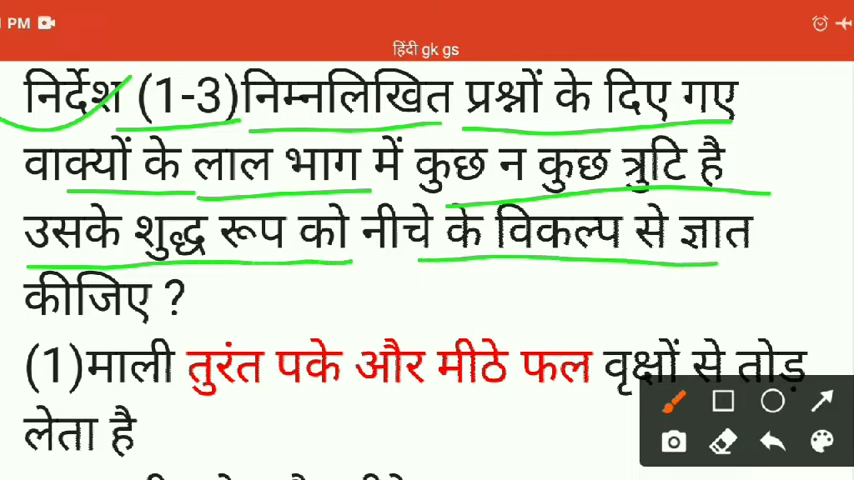 PM
हिंदी gk gs
निर्देश (1-3)निम्नलिखित प्रश्नों के दिए गए
वाक्यों के लाल भाग में कुछ न कुछ त्रुटि है
उसके शुद्ध रूप को नीचे के विकल्प से ज्ञात
कीजिए ?
(1)माली तुरंत पके और मीठे फल वृक्षों से तोड़
लेता है